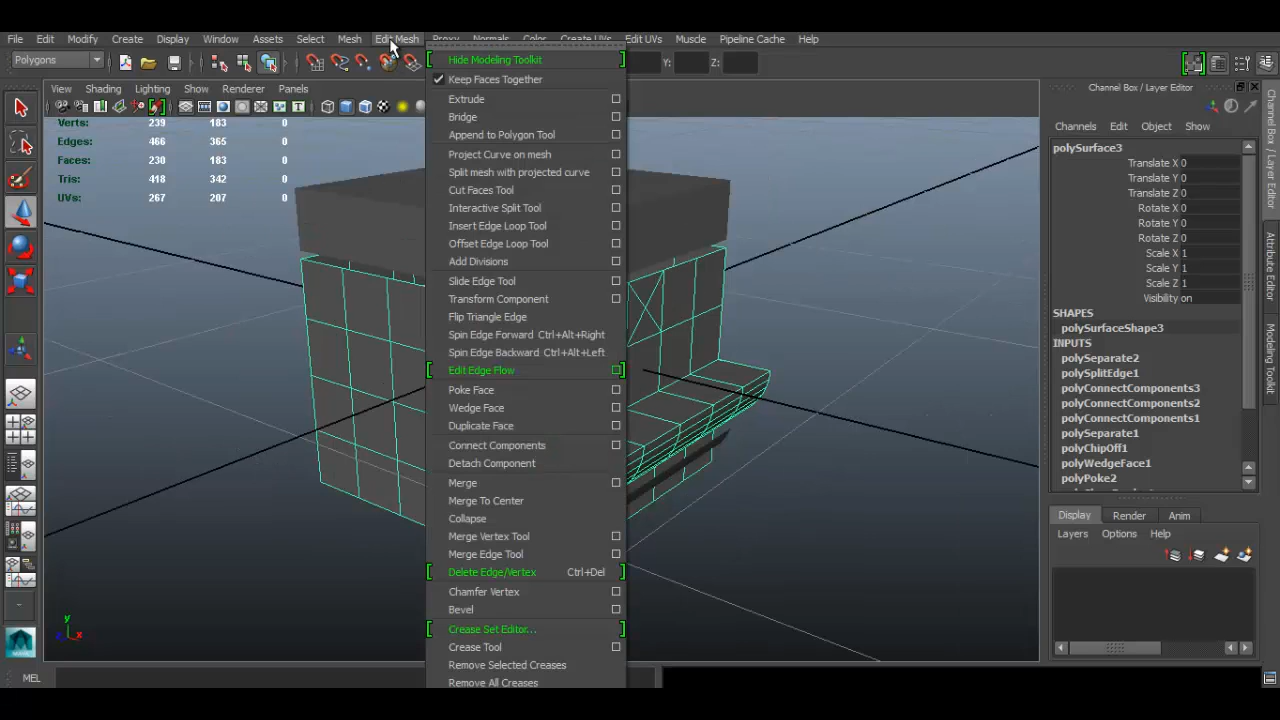 File Edit Modify Create Display Window Assets Select Mesh Edit Mesh Proxy Normals Color Create UVs Edit UVs Muscle Pipeline Cache Help
Polygons
Y: Z:
View Shading Lighting Show Renderer Panels
Verts: 239 183 0
Edges: 466 365 0
Faces: 230 183 0
Tris: 418 342 0
UVs: 267 207 0
Hide Modeling Toolkit
Keep Faces Together
Extrude
Bridge
Append to Polygon Tool
Project Curve on mesh
Split mesh with projected curve
Cut Faces Tool
Interactive Split Tool
Insert Edge Loop Tool
Offset Edge Loop Tool
Add Divisions
Slide Edge Tool
Transform Component
Flip Triangle Edge
Spin Edge Forward Ctrl+Alt+Right
Spin Edge Backward Ctrl+Alt+Left
Edit Edge Flow
Poke Face
Wedge Face
Duplicate Face
Connect Components
Detach Component
Merge
Merge To Center
Collapse
Merge Vertex Tool
Merge Edge Tool
Delete Edge/Vertex Ctrl+Del
Chamfer Vertex
Bevel
Crease Set Editor...
Crease Tool
Remove Selected Creases
Remove All Creases
Channel Box / Layer Editor
Channels Edit Object Show
polySurface3
Translate X 0
Translate Y 0
Translate Z 0
Rotate X 0
Rotate Y 0
Rotate Z 0
Scale X 1
Scale Y 1
Scale Z 1
Visibility on
SHAPES
polySurfaceShape3
INPUTS
polySeparate2
polySplitEdge1
polyConnectComponents3
polyConnectComponents2
polyConnectComponents1
polySeparate1
polyChipOff1
polyWedgeFace1
polyPoke2
Display Render Anim
Layers Options Help
Channel Box / Layer Editor
Attribute Editor
Modeling Toolkit
y
x
MEL